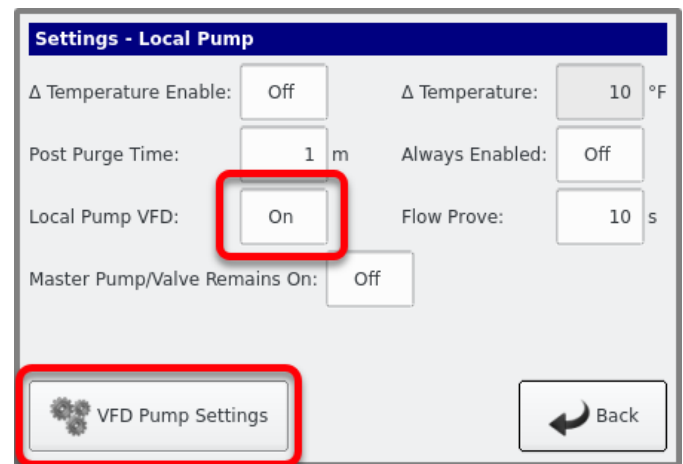 Settings - Local Pump
Δ Temperature Enable: Off Δ Temperature: 10 °F
Post Purge Time: 1 m Always Enabled: Off
Local Pump VFD: On Flow Prove: 10 s
Master Pump/Valve Remains On: Off
VFD Pump Settings Back